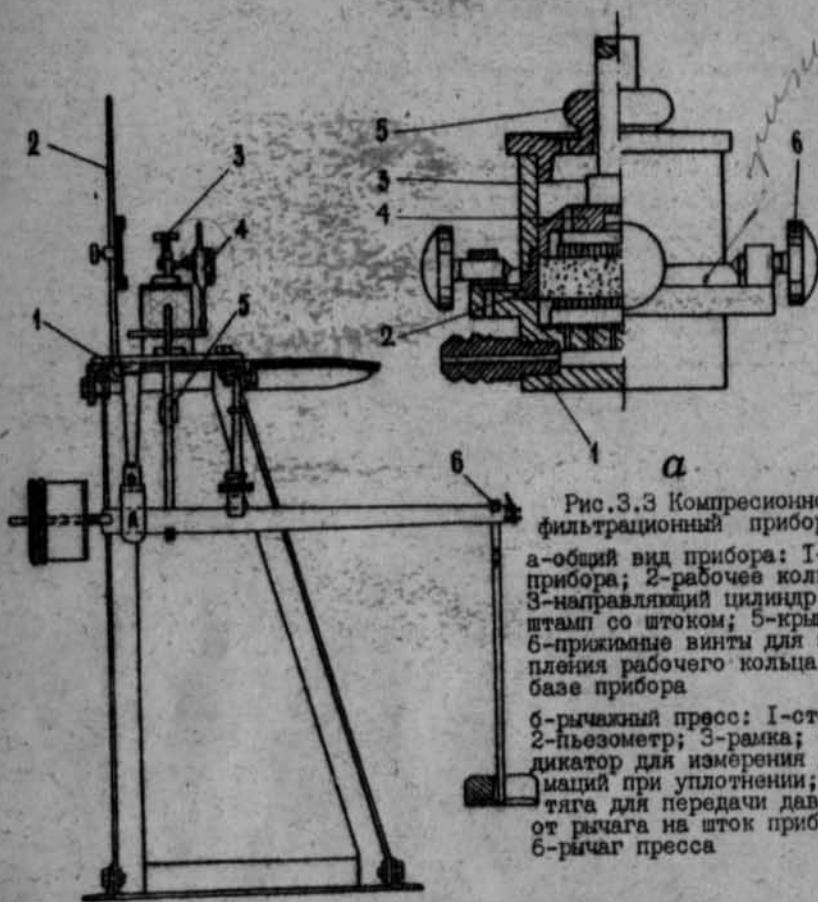 2
3
4
1
5
6
5
3
4
6
2
1
а
Рис.3.3 Компресионно
фильтрационный прибор
а-общий вид прибора: I-
прибора; 2-рабочее коль
3-направляющий цилиндр
штамп со штоком; 5-крыш
6-прижимные винты для
пления рабочего кольца
базе прибора
б-рычажный пресс: I-ст
2-пьезометр; 3-рамка;
дикатор для измерения
маций при уплотнении;
тяга для передачи дав
от рычага на шток приб
6-рычаг пресса